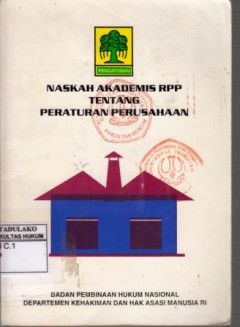 PENGAYOMAN
NASKAH AKADEMIS RPP
TENTANG
PERATURAN PERUSAHAAN
TADULAKO
FAKULTAS HUKUM
C.1
BADAN PEMBINAAN HUKUM NASIONAL
DEPARTEMEN KEHAKIMAN DAN HAK ASASI MANUSIA RI